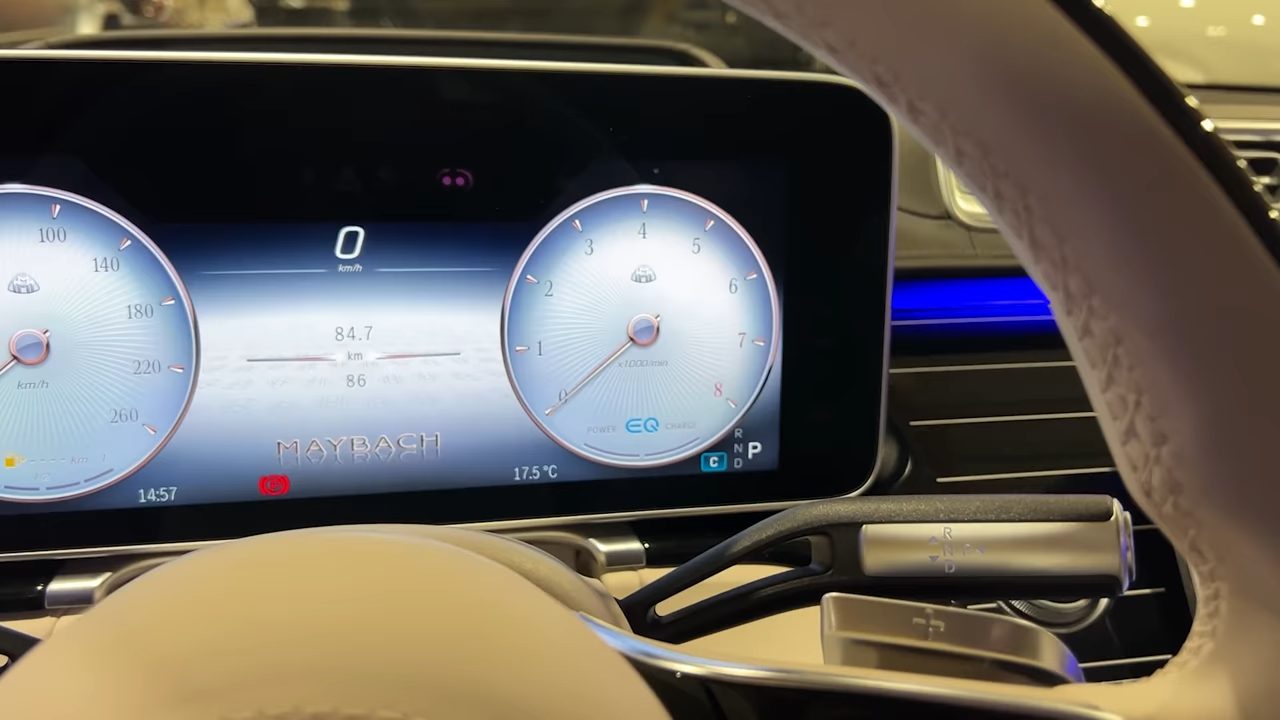 100
140
180
220
260
km/h
km
14:57
0
km/h
84.7
km
86
MAYBACH
17.5 °C
0
1
2
3
4
5
6
7
8
x1000/min
POWER EQ CHARGE
C
R
N
D
P
R
N
D
P
+